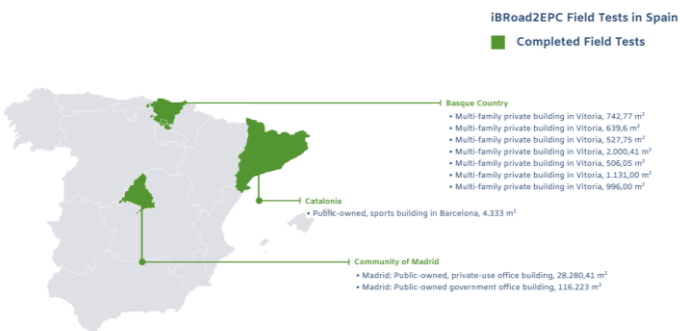 iBRoad2EPC Field Tests in Spain
Completed Field Tests
Basque Country
• Multi-family private building in Vitoria, 742,77 m²
• Multi-family private building in Vitoria, 639,6 m²
• Multi-family private building in Vitoria, 527,75 m²
• Multi-family private building in Vitoria, 2.000,41 m²
• Multi-family private building in Vitoria, 506,05 m²
• Multi-family private building in Vitoria, 1.131,00 m²
• Multi-family private building in Vitoria, 996,00 m²
Catalonia
• Public-owned, sports building in Barcelona, 4.333 m²
Community of Madrid
• Madrid: Public-owned, private-use office building, 28.280,41 m²
• Madrid: Public-owned government office building, 116.223 m²